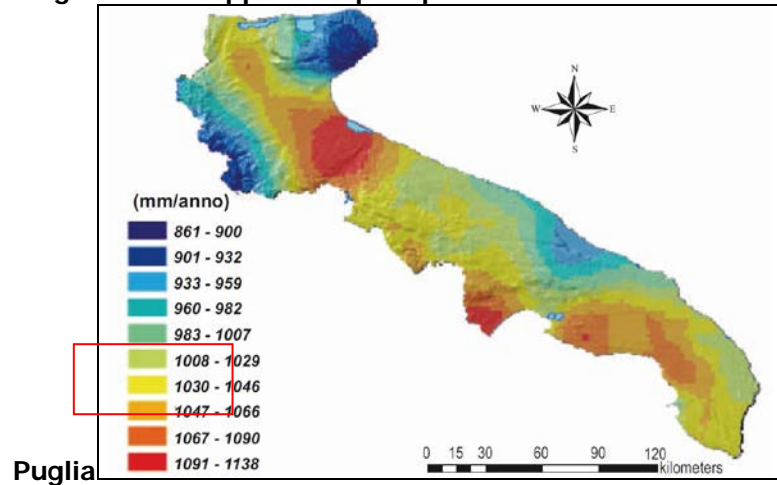 N
W E
S
(mm/anno)
861 - 900
901 - 932
933 - 959
960 - 982
983 - 1007
1008 - 1029
1030 - 1046
1047 - 1066
1067 - 1090
1091 - 1138
0 15 30 60 90 120
kilometers
Puglia